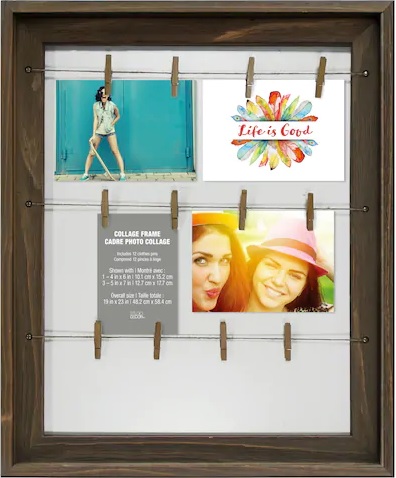 Life is Good
COLLAGE FRAME
CADRE PHOTO COLLAGE
Includes 12 clothes pins
Comprend 12 pinces à linge
Shown with | Montré avec :
1 – 4 in x 6 in | 10.1 cm x 15.2 cm
3 – 5 in x 7 in | 12.7 cm x 17.7 cm
Overall size | Taille totale :
19 in x 23 in | 48.2 cm x 58.4 cm